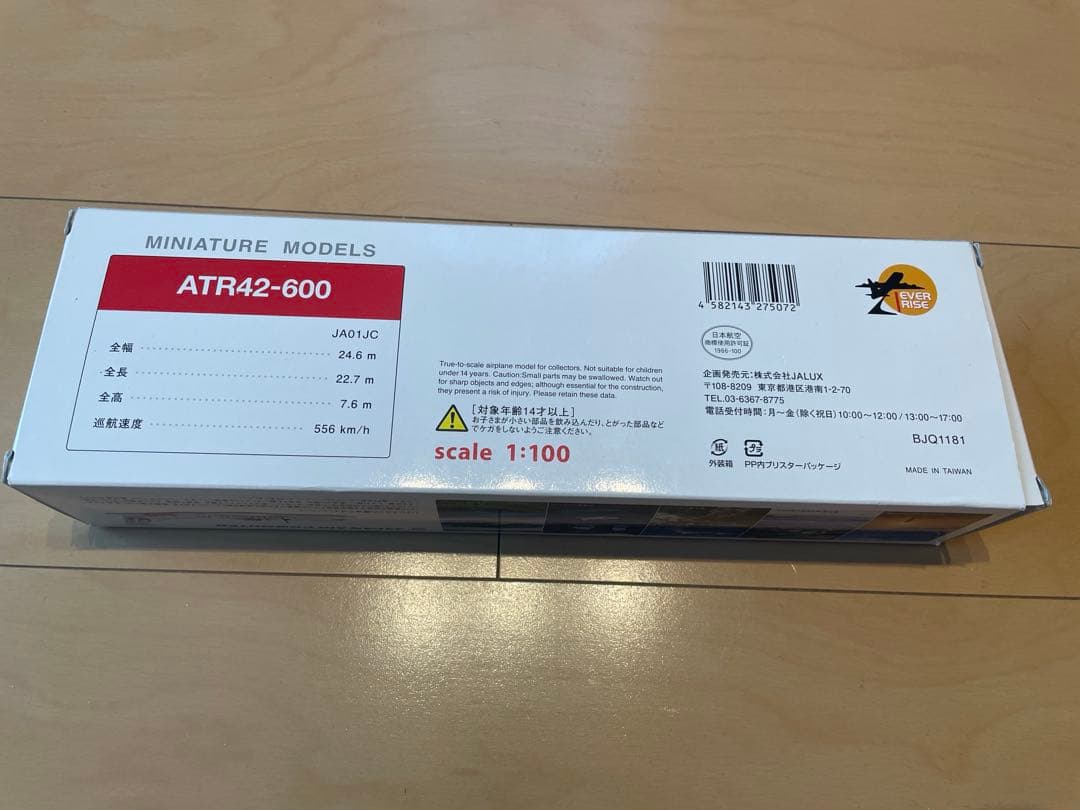 MINIATURE MODELS
ATR42-600
JA01JC
全幅 24.6 m
全長 22.7 m
全高 7.6 m
巡航速度 556 km/h
True-to-scale airplane model for collectors. Not suitable for children
under 14 years. Caution:Small parts may be swallowed. Watch out
for sharp objects and edges; although essential for the construction,
they present a risk of injury. Please retain these data.
[対象年齢14才以上]
お子さまが小さい部品を飲み込んだり、とがった部品など
でケガをしないようご注意ください。
scale 1:100
4 582143 275072
EVER
RISE
日本航空
商標使用許可証
1966-100
企画発売元:株式会社JALUX
〒108-8209 東京都港区港南1-2-70
TEL.03-6367-8775
電話受付時間:月~金(除く祝日)10:00~12:00/13:00~17:00
BJQ1181
紙 プラ
外装箱 PP内ブリスターパッケージ
MADE IN TAIWAN